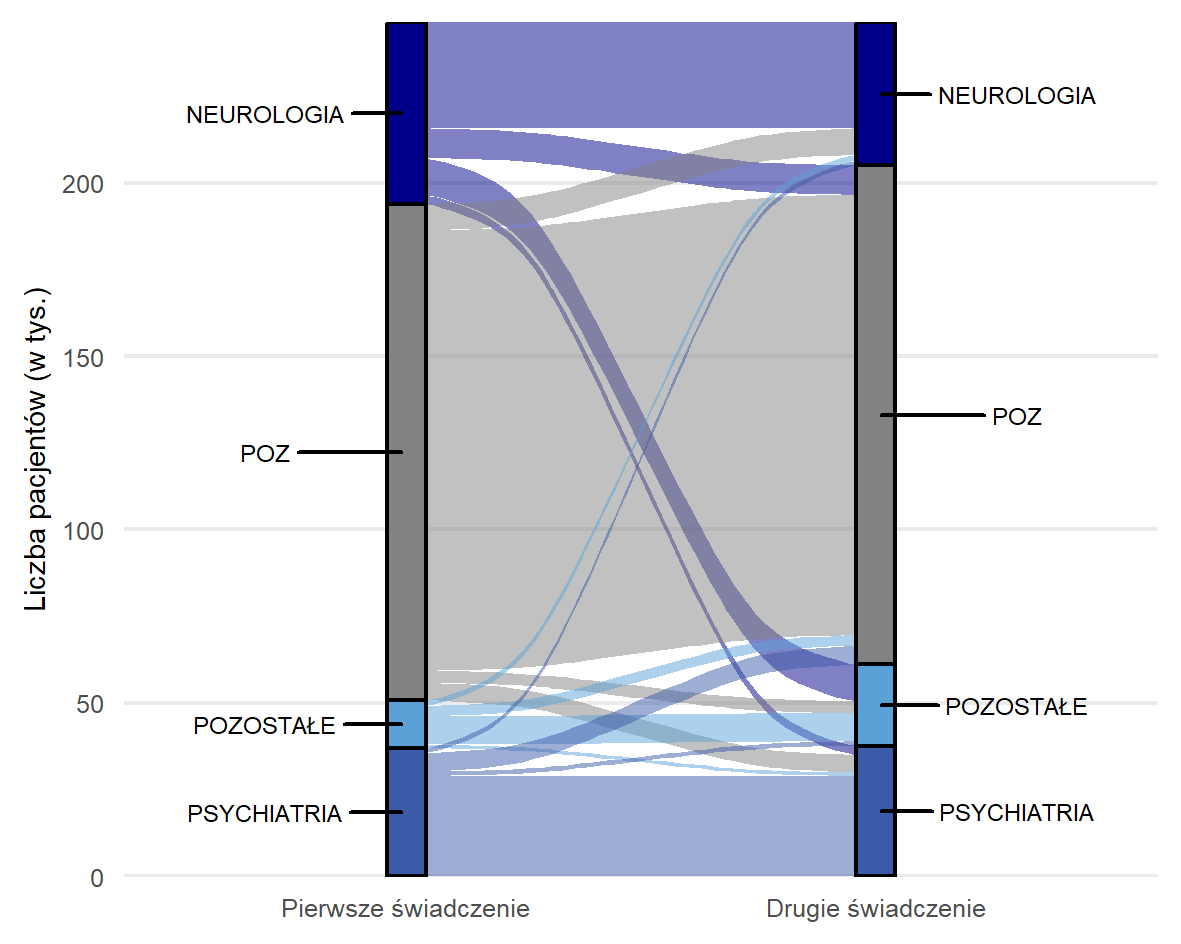 Liczba pacjentów (w tys.)
200
150
100
50
0
NEUROLOGIA
POZ
POZOSTAŁE
PSYCHIATRIA
NEUROLOGIA
POZ
POZOSTAŁE
PSYCHIATRIA
Pierwsze świadczenie
Drugie świadczenie